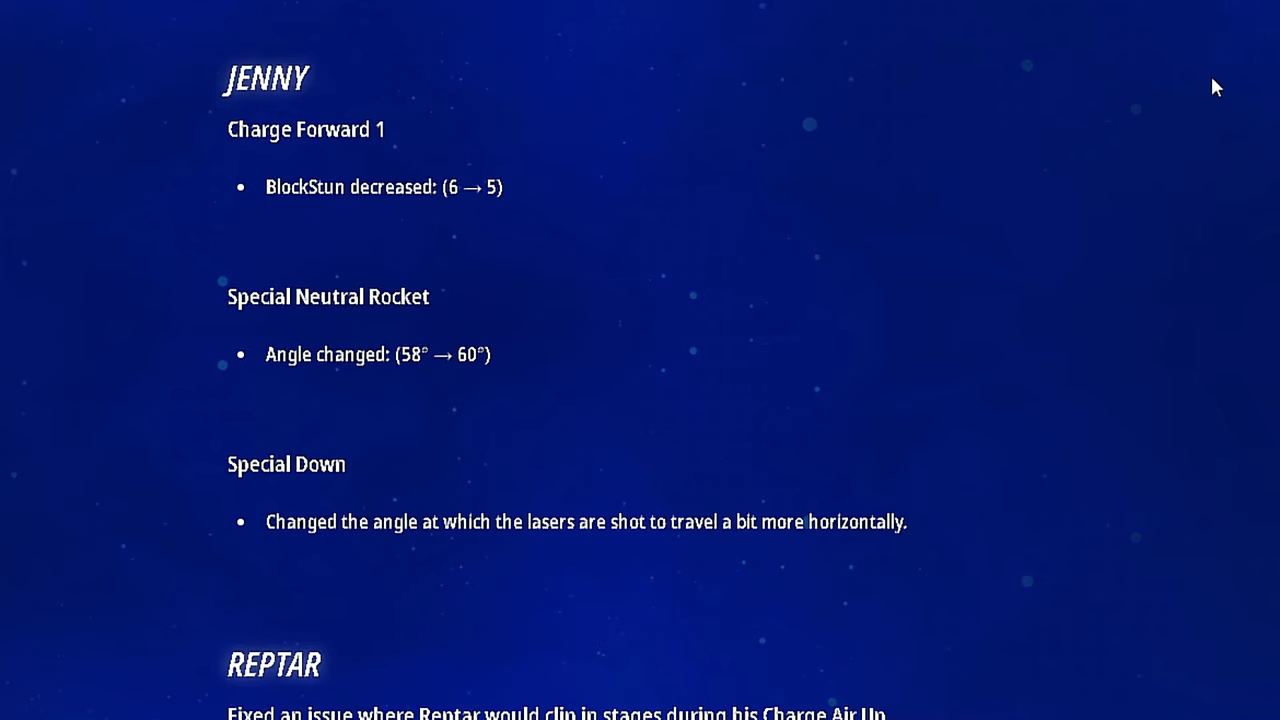 JENNY
Charge Forward 1
• BlockStun decreased: (6 → 5)
Special Neutral Rocket
• Angle changed: (58° → 60°)
Special Down
• Changed the angle at which the lasers are shot to travel a bit more horizontally.
REPTAR
Fixed an issue where Reptar would clip in stages during his Charge Air Up